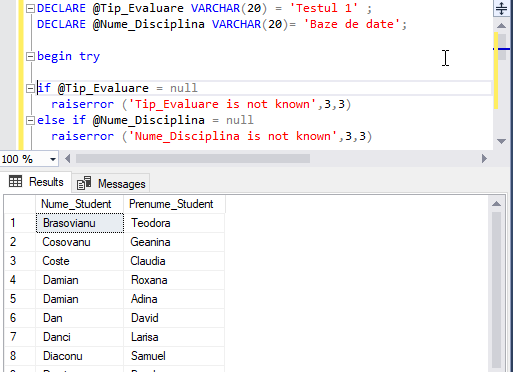 DECLARE @Tip_Evaluare VARCHAR(20) = 'Testul 1' ;
DECLARE @Nume_Disciplina VARCHAR(20)= 'Baze de date';
begin try
if @Tip_Evaluare = null
raiserror ('Tip_Evaluare is not known',3,3)
else if @Nume_Disciplina = null
raiserror ('Nume_Disciplina is not known',3,3)
100 %
Results Messages
Nume_Student Prenume_Student
1 Brasovianu Teodora
2 Cosovanu Geanina
3 Coste Claudia
4 Damian Roxana
5 Damian Adina
6 Dan David
7 Danci Larisa
8 Diaconu Samuel